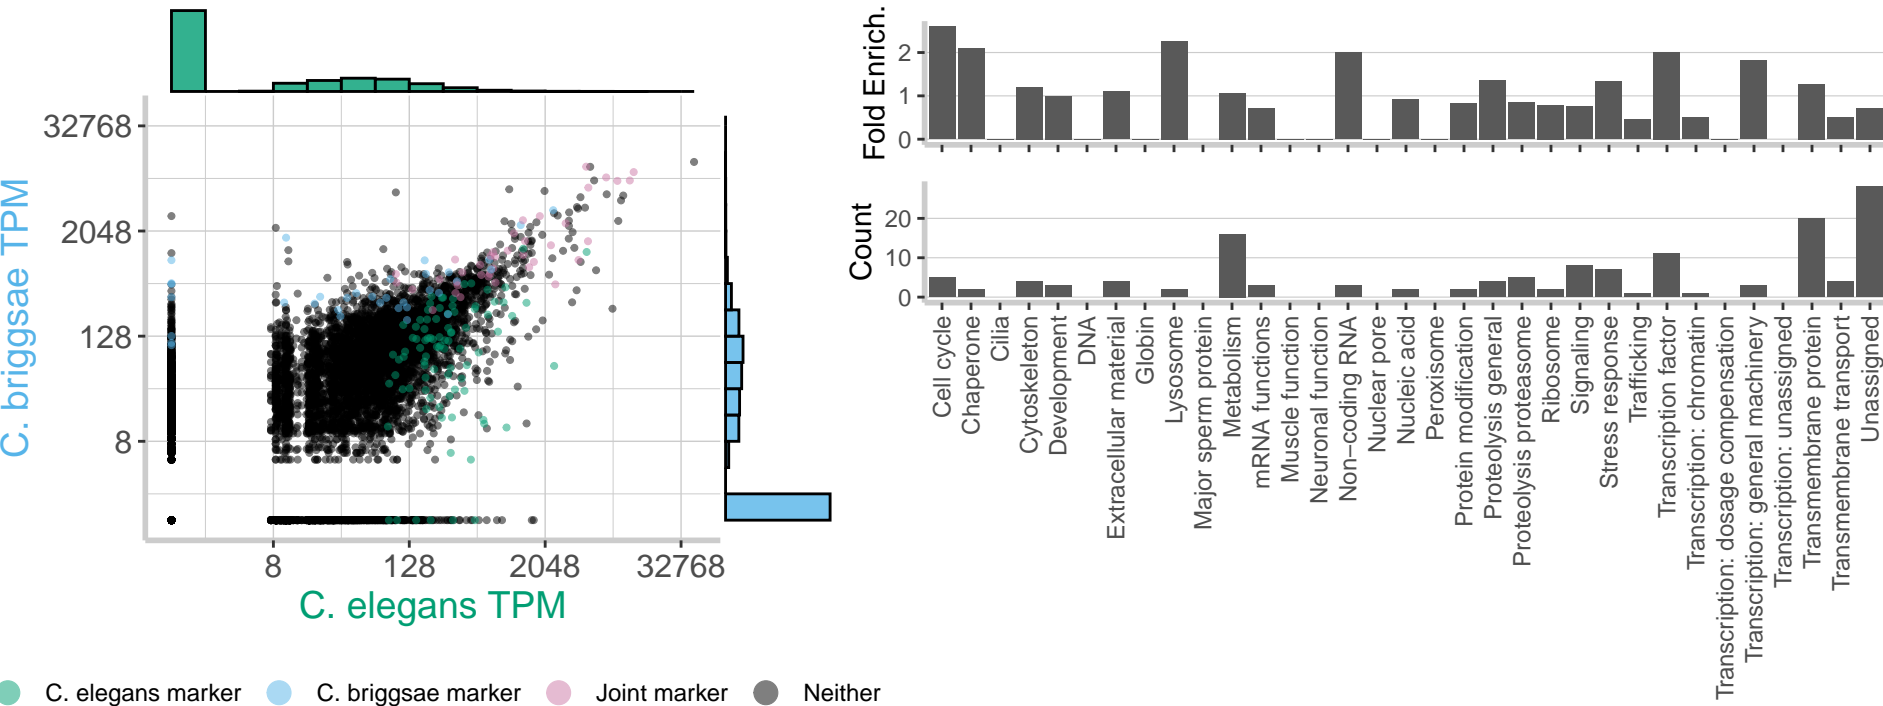 32768
2048
128
8
C. briggsae TPM
8
128
2048
32768
C. elegans TPM
C. elegans marker
C. briggsae marker
Joint marker
Neither
Fold Enrich.
2
1
0
Count
20
10
0
Cell cycle
Chaperone
Cilia
Cytoskeleton
Development
DNA
Extracellular material
Globin
Lysosome
Major sperm protein
Metabolism
mRNA functions
Muscle function
Neuronal function
Non−coding RNA
Nuclear pore
Nucleic acid
Peroxisome
Protein modification
Proteolysis general
Proteolysis proteasome
Ribosome
Signaling
Stress response
Trafficking
Transcription factor
Transcription: chromatin
Transcription: dosage compensation
Transcription: general machinery
Transcription: unassigned
Transmembrane protein
Transmembrane transport
Unassigned